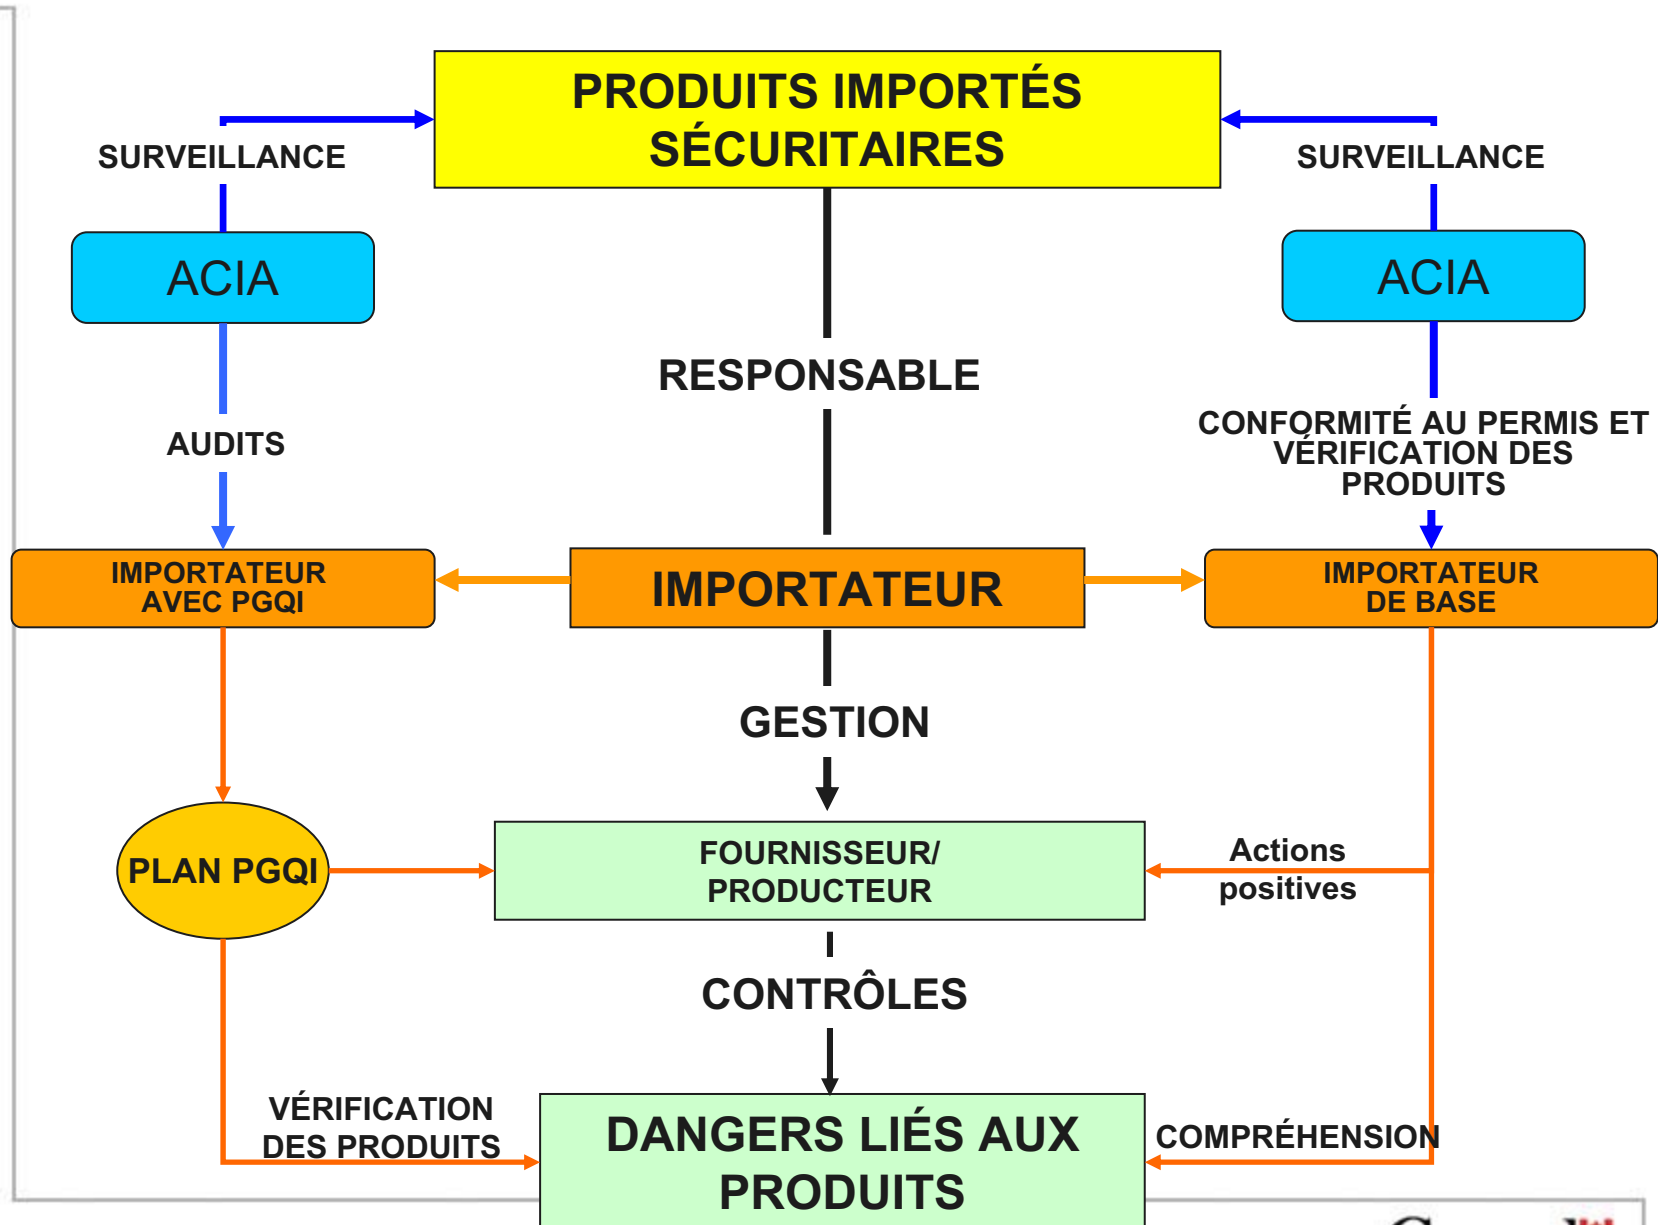 PRODUITS IMPORTÉS
SÉCURITAIRES
SURVEILLANCE
SURVEILLANCE
ACIA
ACIA
RESPONSABLE
AUDITS
CONFORMITÉ AU PERMIS ET
VÉRIFICATION DES
PRODUITS
IMPORTATEUR
AVEC PGQI
IMPORTATEUR
IMPORTATEUR
DE BASE
GESTION
PLAN PGQI
FOURNISSEUR/
PRODUCTEUR
Actions
positives
CONTRÔLES
VÉRIFICATION
DES PRODUITS
DANGERS LIÉS AUX
PRODUITS
COMPRÉHENSION